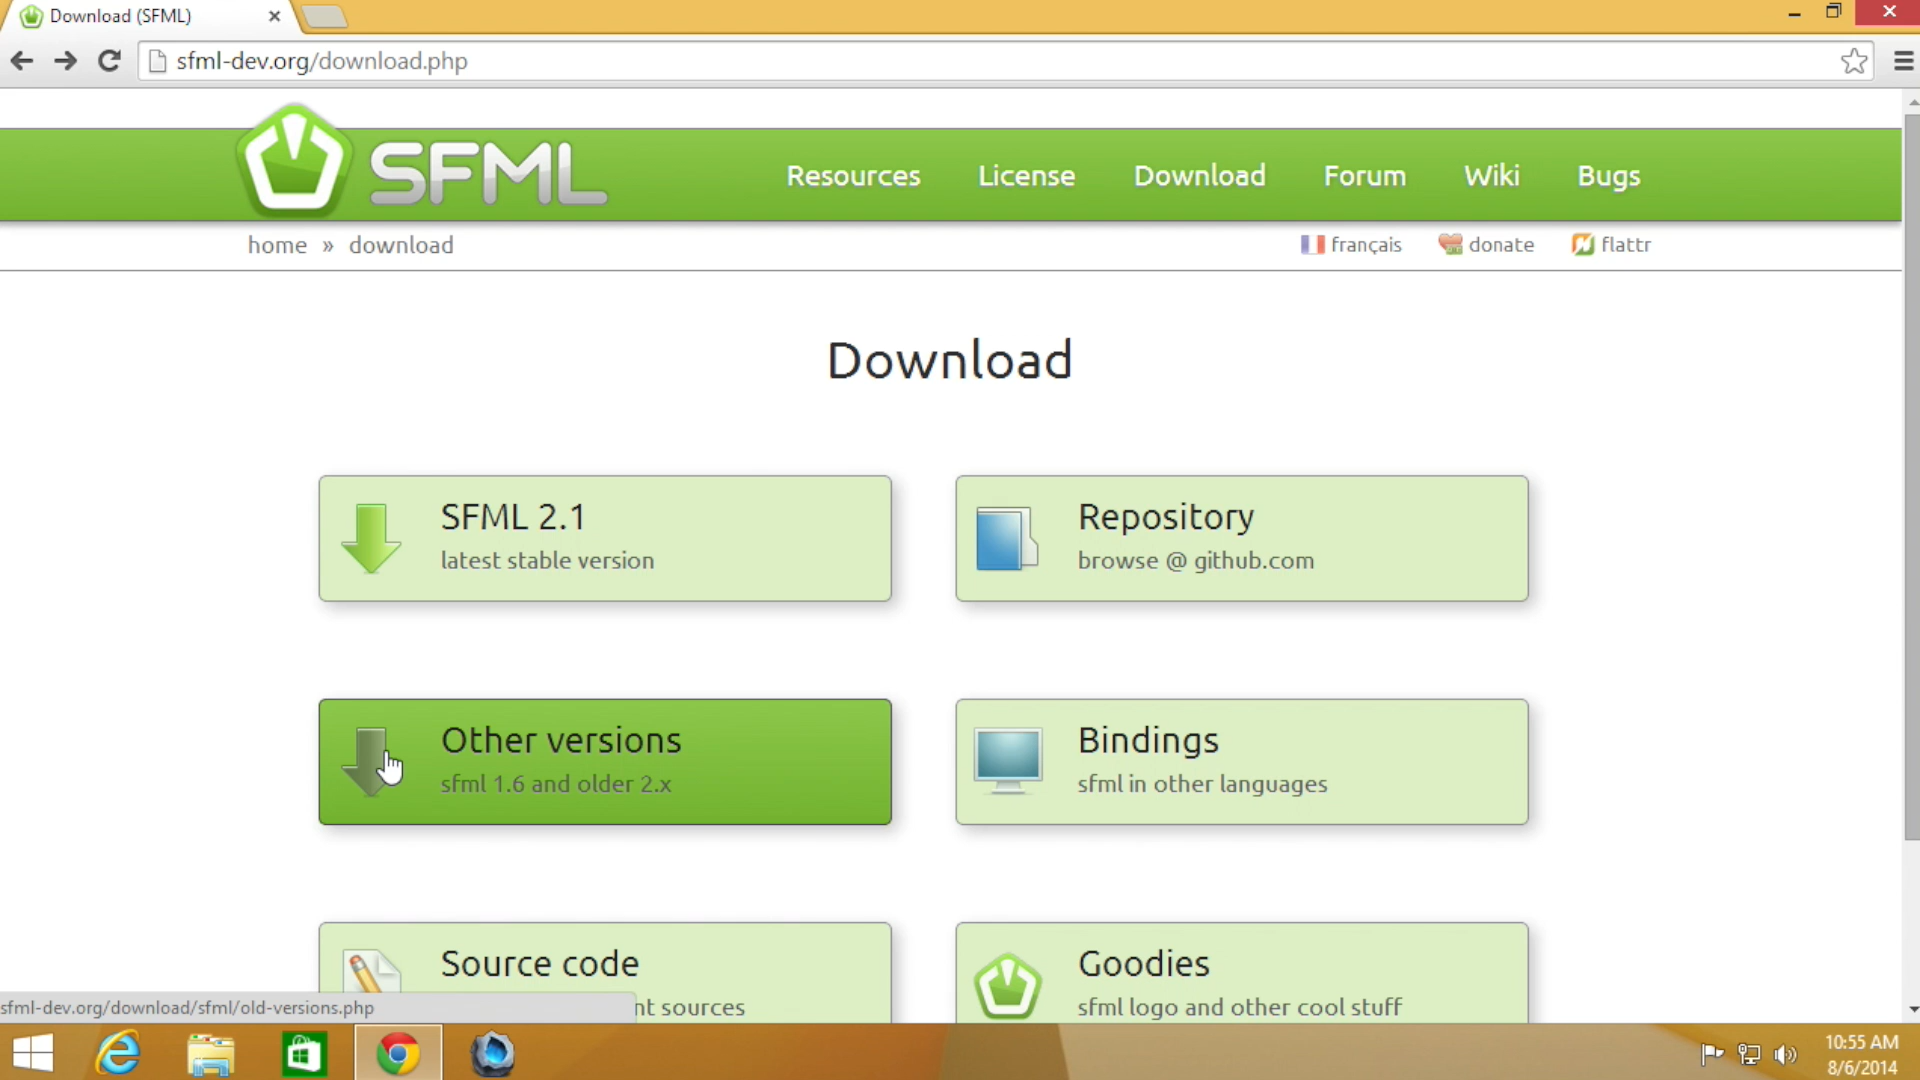 Download (SFML)
sfml-dev.org/download.php
SFML
Resources License Download Forum Wiki Bugs
home » download
français donate flattr
Download
SFML 2.1
latest stable version
Repository
browse @ github.com
Other versions
sfml 1.6 and older 2.x
Bindings
sfml in other languages
Source code
nt sources
Goodies
sfml logo and other cool stuff
sfml-dev.org/download/sfml/old-versions.php
10:55 AM
8/6/2014